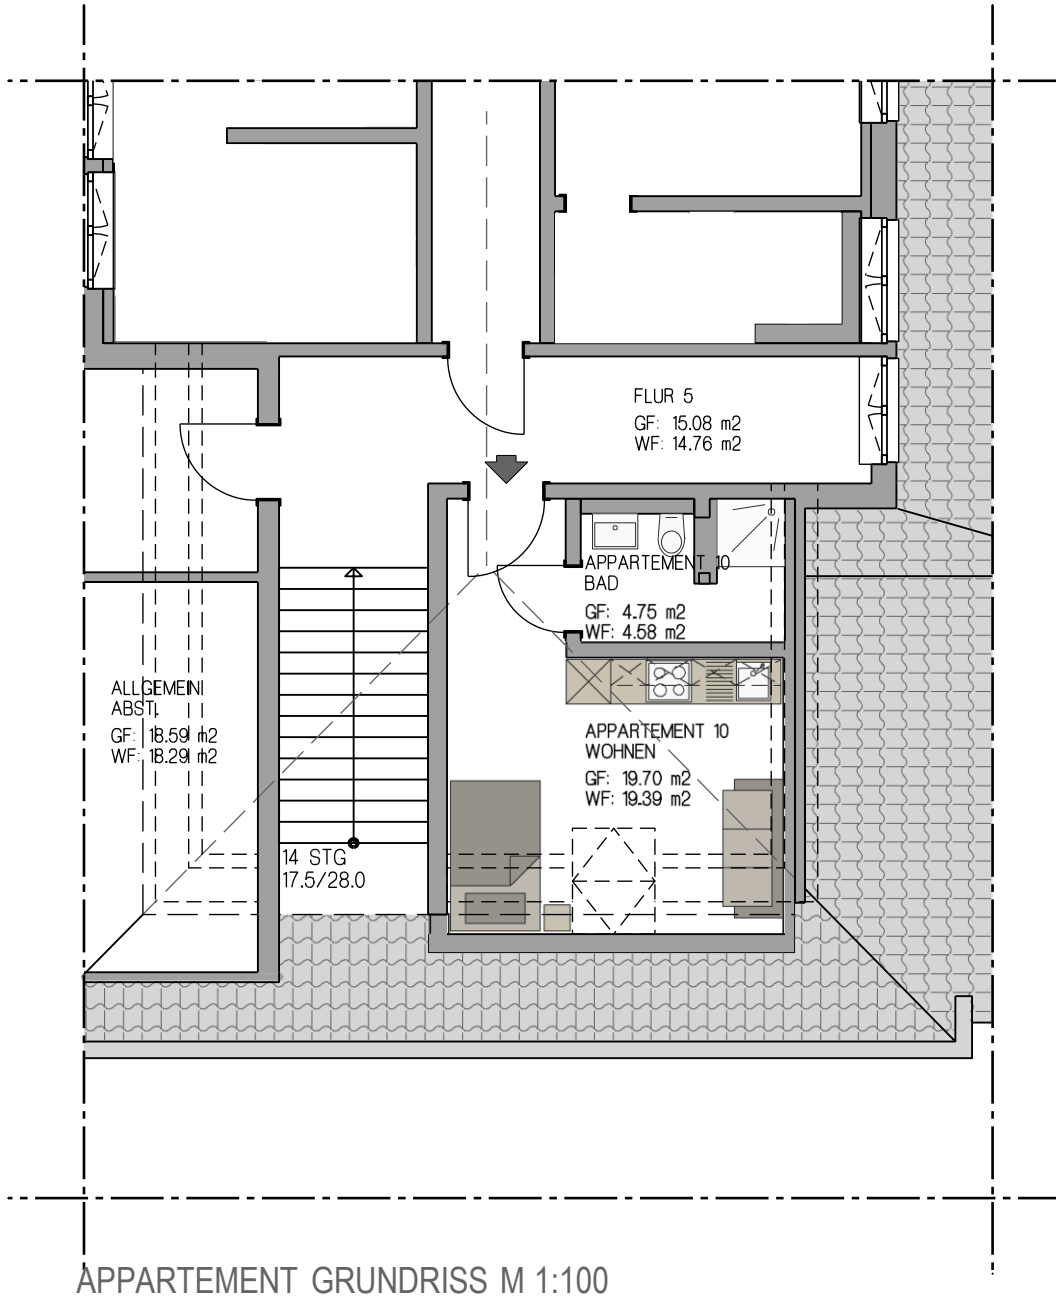 FLUR 5
GF: 15.08 m2
WF: 14.76 m2
APPARTEMENT 10
BAD
GF: 4.75 m2
WF: 4.58 m2
ALLGEMEIN
ABST.
GF: 18.59 m2
WF: 18.29 m2
APPARTEMENT 10
WOHNEN
GF: 19.70 m2
WF: 19.39 m2
14 STG
17.5/28.0
APPARTEMENT GRUNDRISS M 1:100